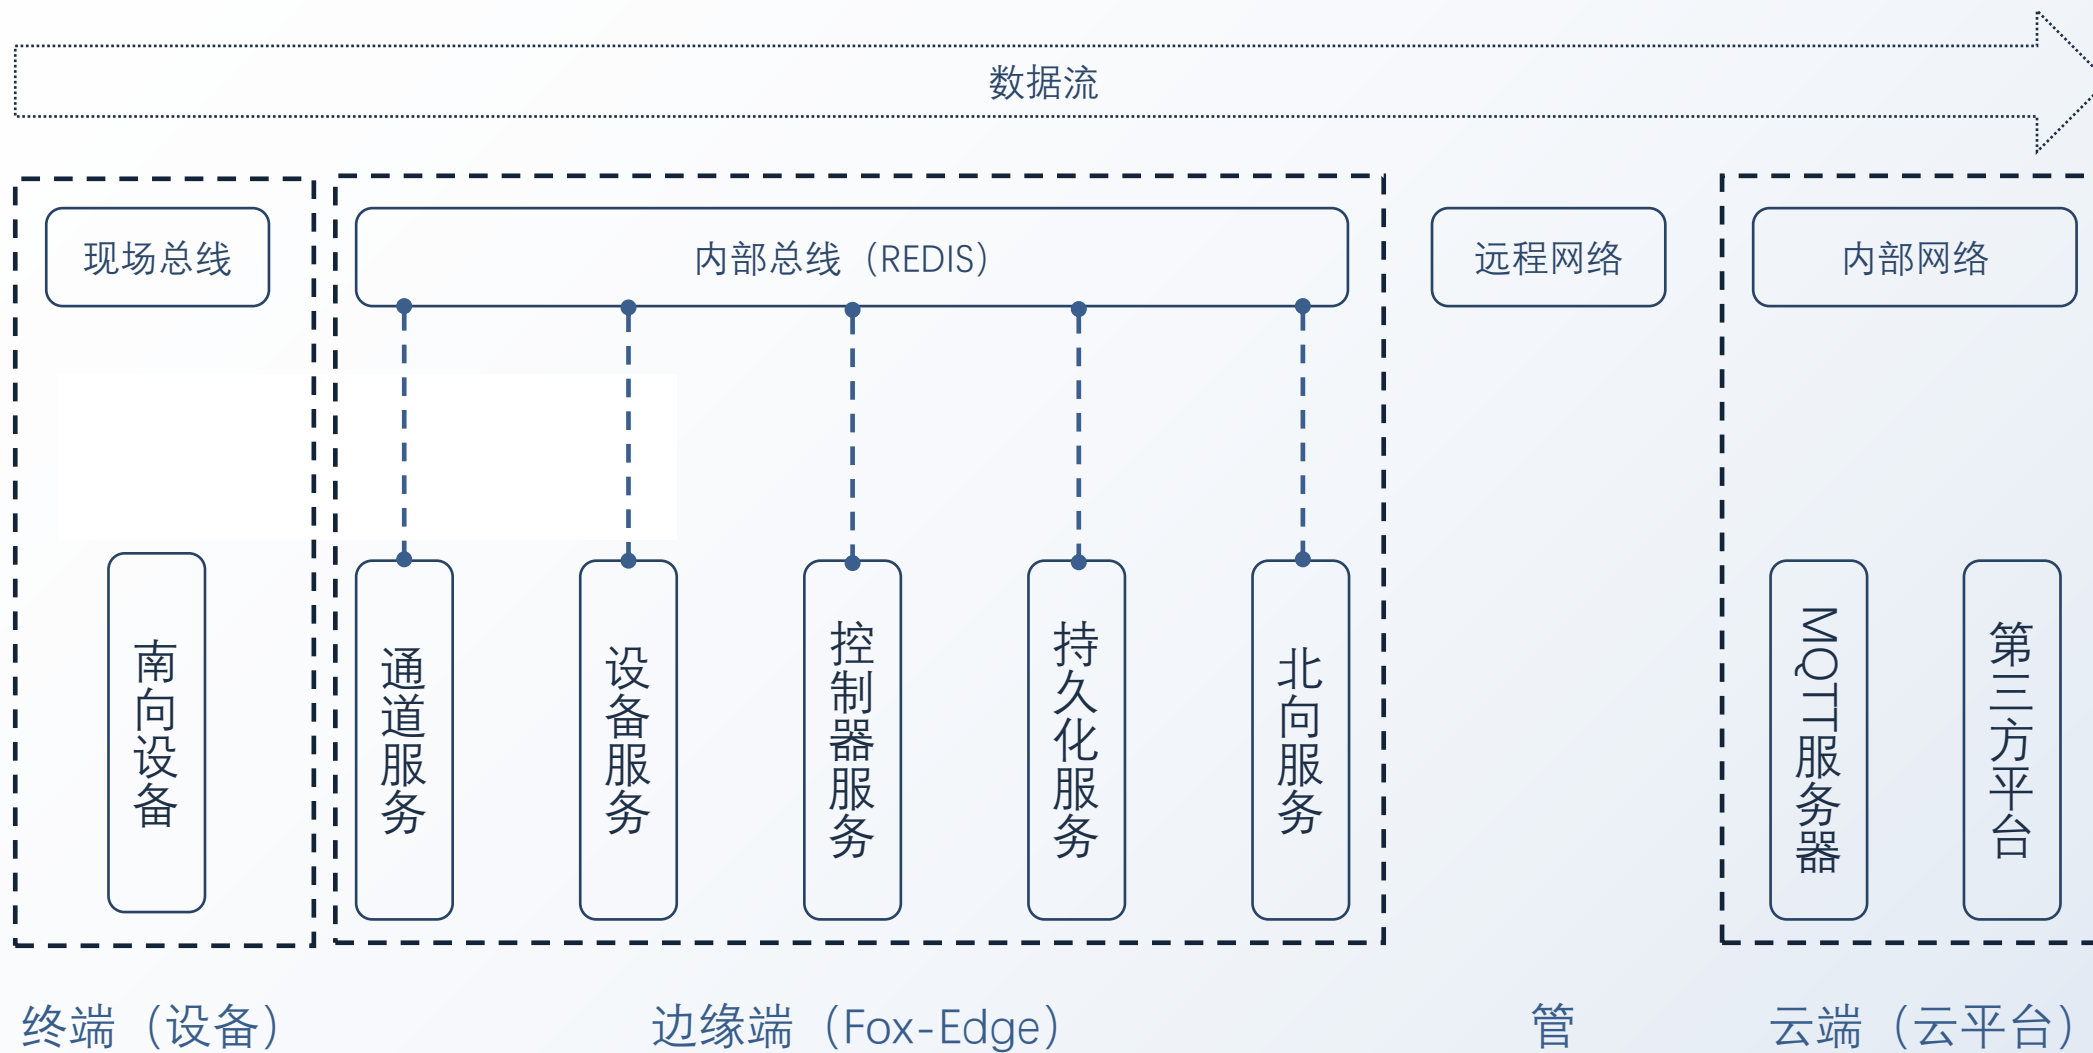 数据流
现场总线
内部总线（REDIS）
远程网络
内部网络
南向设备
通道服务
设备服务
控制器服务
持久化服务
北向服务
MQTT服务器
第三方平台
终端（设备）
边缘端（Fox-Edge）
管
云端（云平台）